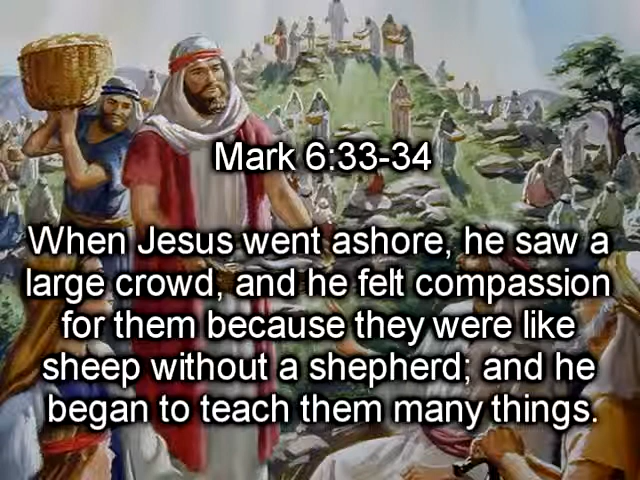 Mark 6:33-34
When Jesus went ashore, he saw a
large crowd, and he felt compassion
for them because they were like
sheep without a shepherd; and he
began to teach them many things.